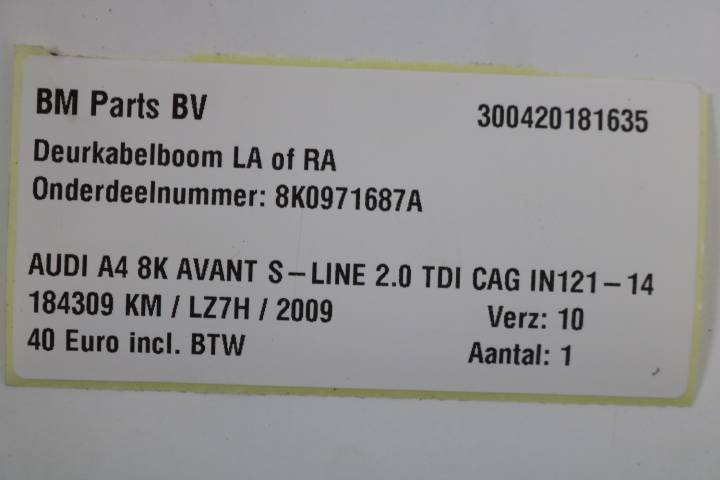 BM Parts BV 300420181635
Deurkabelboom LA of RA
Onderdeelnummer: 8K0971687A
AUDI A4 8K AVANT S-LINE 2.0 TDI CAG IN121-14
184309 KM / LZ7H / 2009 Verz: 10
40 Euro incl. BTW Aantal: 1